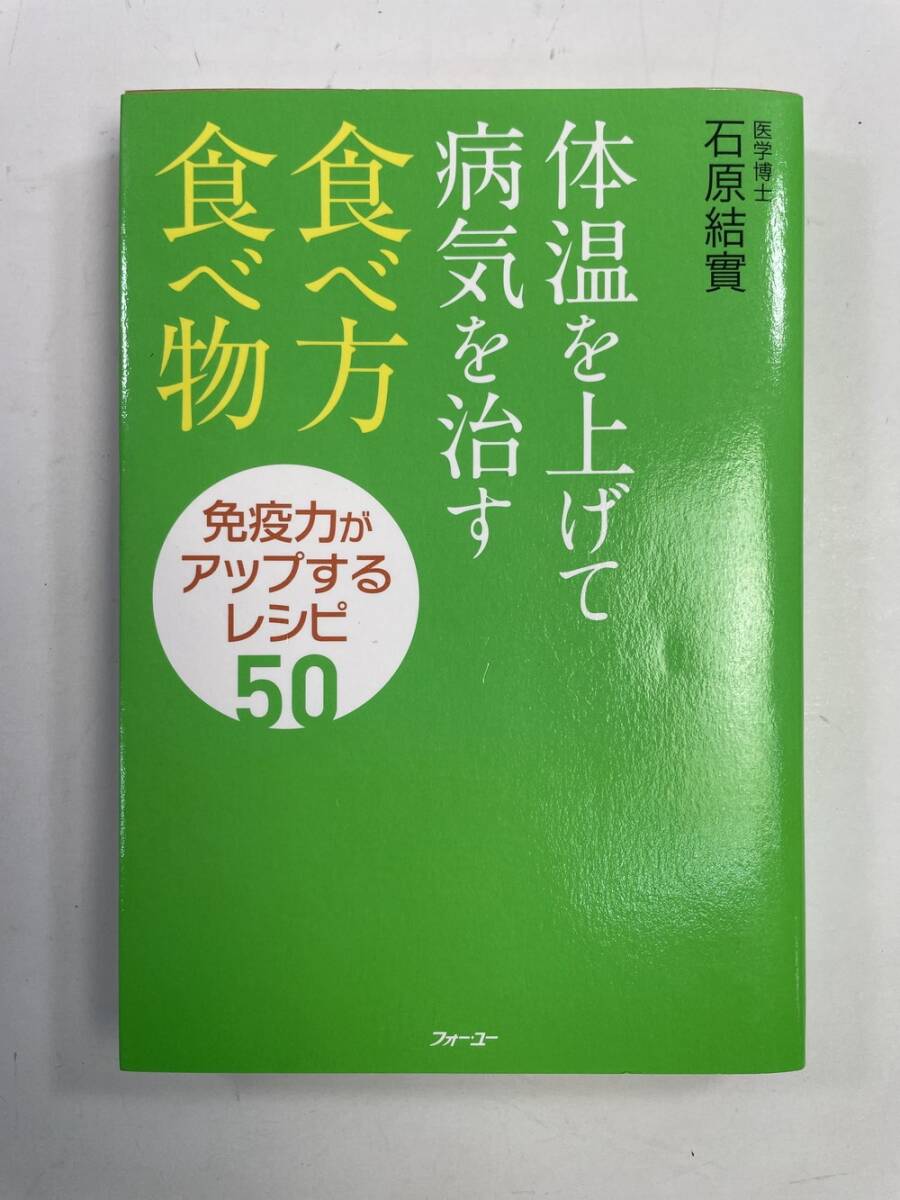 医学博士
石原結實
体温を上げて
病気を治す
食べ方
食べ物
免疫力が
アップする
レシピ
50
フォー・ユー